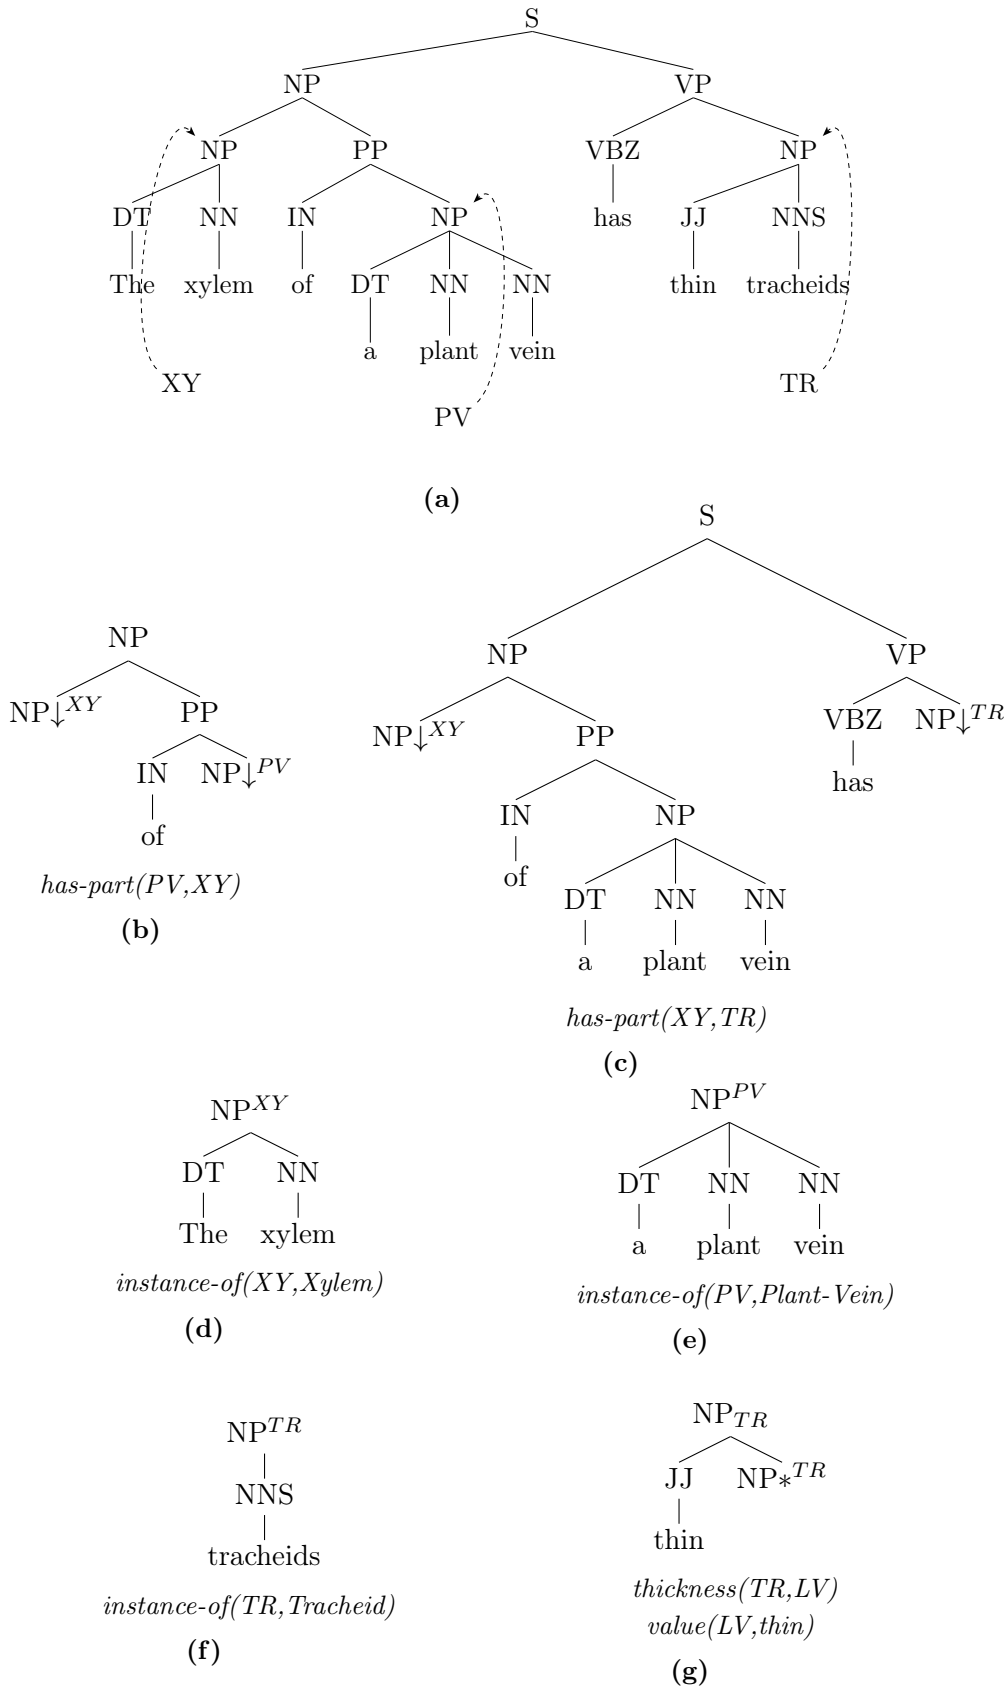 S
NP VP
NP PP VBZ NP
DT NN IN NP has JJ NNS
The xylem of DT NN NN thin tracheids
a plant vein
XY TR
PV
(a)
S
NP
NP VP
NP↓XY PP
NP↓XY PP VBZ NP↓TR
IN NP↓PV
has
of
IN NP
of
has-part(PV,XY)
DT NN NN
(b)
a plant vein
has-part(XY,TR)
(c)
NPXY
DT NN
The xylem
instance-of(XY,Xylem)
(d)
NPPV
DT NN NN
a plant vein
instance-of(PV,Plant-Vein)
(e)
NPTR
NNS
tracheids
instance-of(TR,Tracheid)
(f)
NPTR
JJ NP*TR
thin
thickness(TR,LV)
value(LV,thin)
(g)